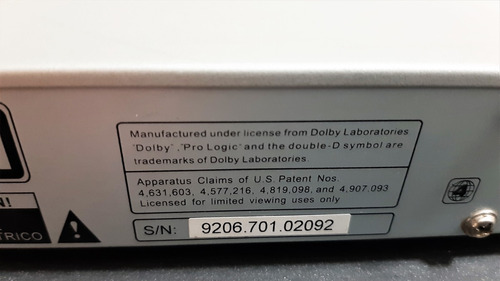 Manufactured under license from Dolby Laboratories
"Dolby", "Pro Logic" and the double-D symbol are
trademarks of Dolby Laboratories.
Apparatus Claims of U.S. Patent Nos.
4,631,603, 4,577,216, 4,819,098, and 4,907,093
Licensed for limited viewing uses only
S/N: 9206.701.02092